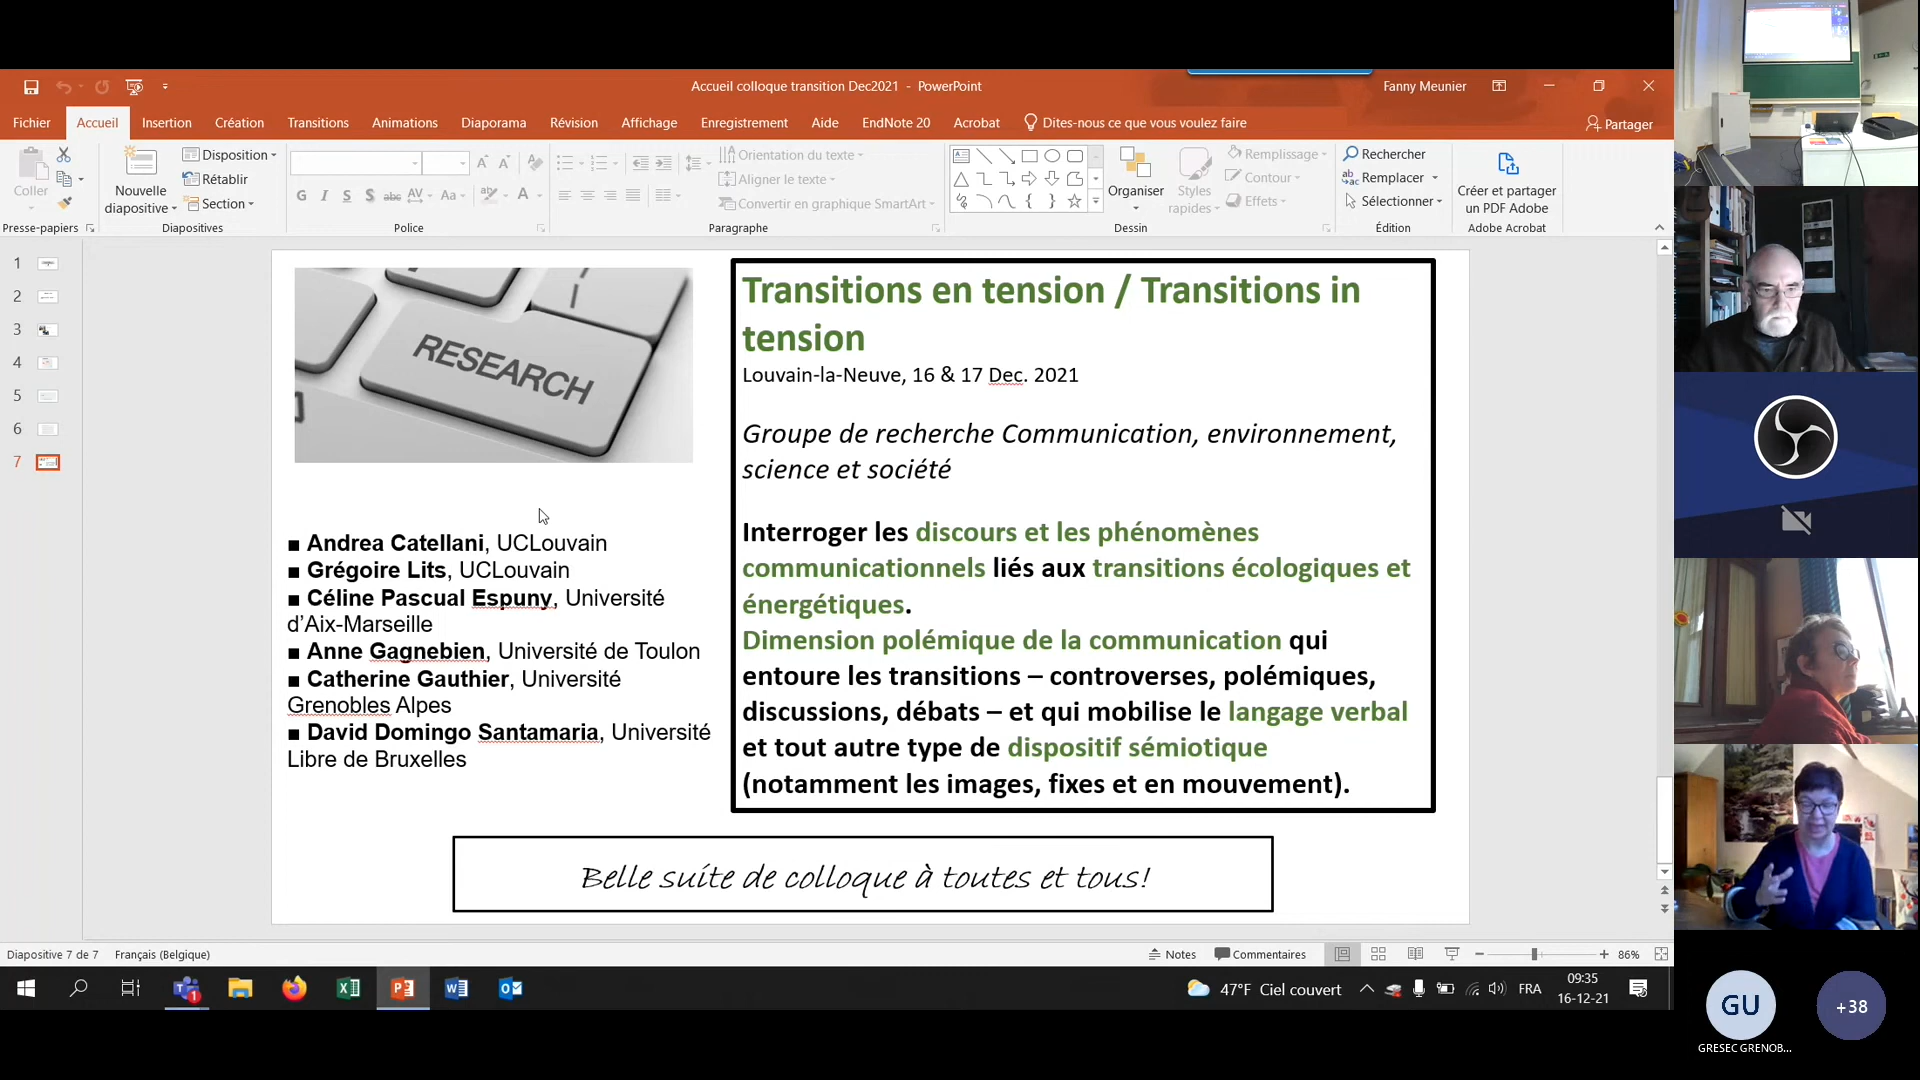 Accueil colloque transition Dec2021 - PowerPoint
Fanny Meunier
Fichier
Accueil
Insertion
Création
Transitions
Animations
Diaporama
Révision
Affichage
Enregistrement
Aide
EndNote 20
Acrobat
Dites-nous ce que vous voulez faire
Partager
Coller
Nouvelle
diapositive
Disposition
Rétablir
Section
Orientation du texte
Aligner le texte
Convertir en graphique SmartArt
Organiser
Styles
rapides
Remplissage
Contour
Effets
Rechercher
Remplacer
Sélectionner
Créer et partager
un PDF Adobe
Presse-papiers
Diapositives
Police
Paragraphe
Dessin
Édition
Adobe Acrobat
1
2
3
4
5
6
7
RESEARCH
■ Andrea Catellani, UCLouvain
■ Grégoire Lits, UCLouvain
■ Céline Pascual Espuny, Université
d’Aix-Marseille
■ Anne Gagnebien, Université de Toulon
■ Catherine Gauthier, Université
Grenobles Alpes
■ David Domingo Santamaria, Université
Libre de Bruxelles
Transitions en tension / Transitions in
tension
Louvain-la-Neuve, 16 & 17 Dec. 2021
Groupe de recherche Communication, environnement,
science et société
Interroger les discours et les phénomènes
communicationnels liés aux transitions écologiques et
énergétiques.
Dimension polémique de la communication qui
entoure les transitions – controverses, polémiques,
discussions, débats – et qui mobilise le langage verbal
et tout autre type de dispositif sémiotique
(notamment les images, fixes et en mouvement).
Belle suite de colloque à toutes et tous!
Diapositive 7 de 7
Français (Belgique)
Notes
Commentaires
86%
47°F Ciel couvert
FRA
09:35
16-12-21
GU
+38
GRESEC GRENOB...